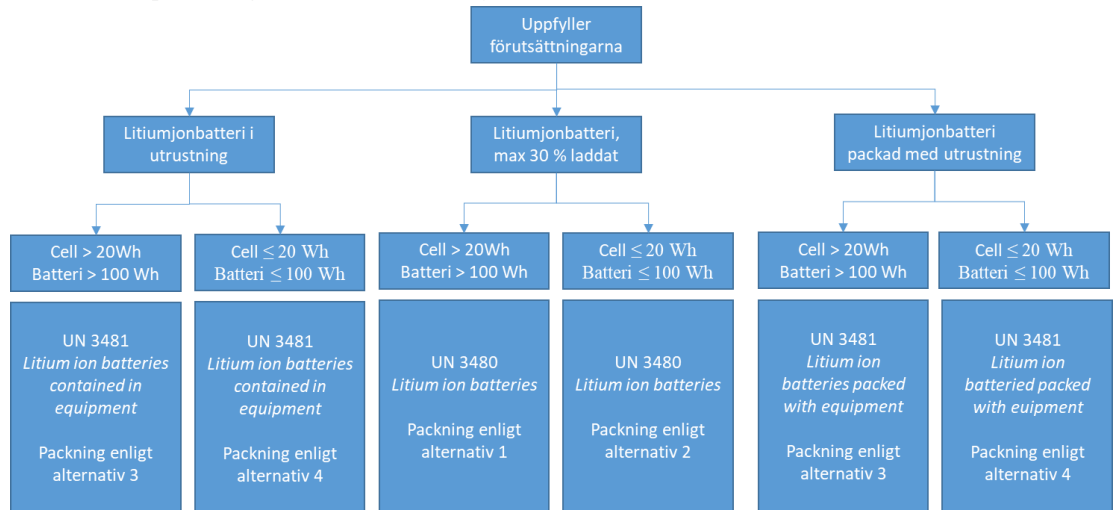 Uppfyller
förutsättningarna
Litiumjonbatteri i
utrustning
Litiumjonbatteri,
max 30 % laddat
Litiumjonbatteri
packad med utrustning
Cell > 20Wh
Batteri > 100 Wh
Cell ≤ 20 Wh
Batteri ≤ 100 Wh
Cell > 20Wh
Batteri > 100 Wh
Cell ≤ 20 Wh
Batteri ≤ 100 Wh
Cell > 20Wh
Batteri > 100 Wh
Cell ≤ 20 Wh
Batteri ≤ 100 Wh
UN 3481
Litium ion batteries
contained in
equipment
Packning enligt
alternativ 3
UN 3481
Litium ion batteries
contained in
equipment
Packning enligt
alternativ 4
UN 3480
Litium ion batteries
Packning enligt
alternativ 1
UN 3480
Litium ion batteries
Packning enligt
alternativ 2
UN 3481
Litium ion
batteries packed
with equipment
Packning enligt
alternativ 3
UN 3481
Litium ion
batteried packed
with euipment
Packning enligt
alternativ 4